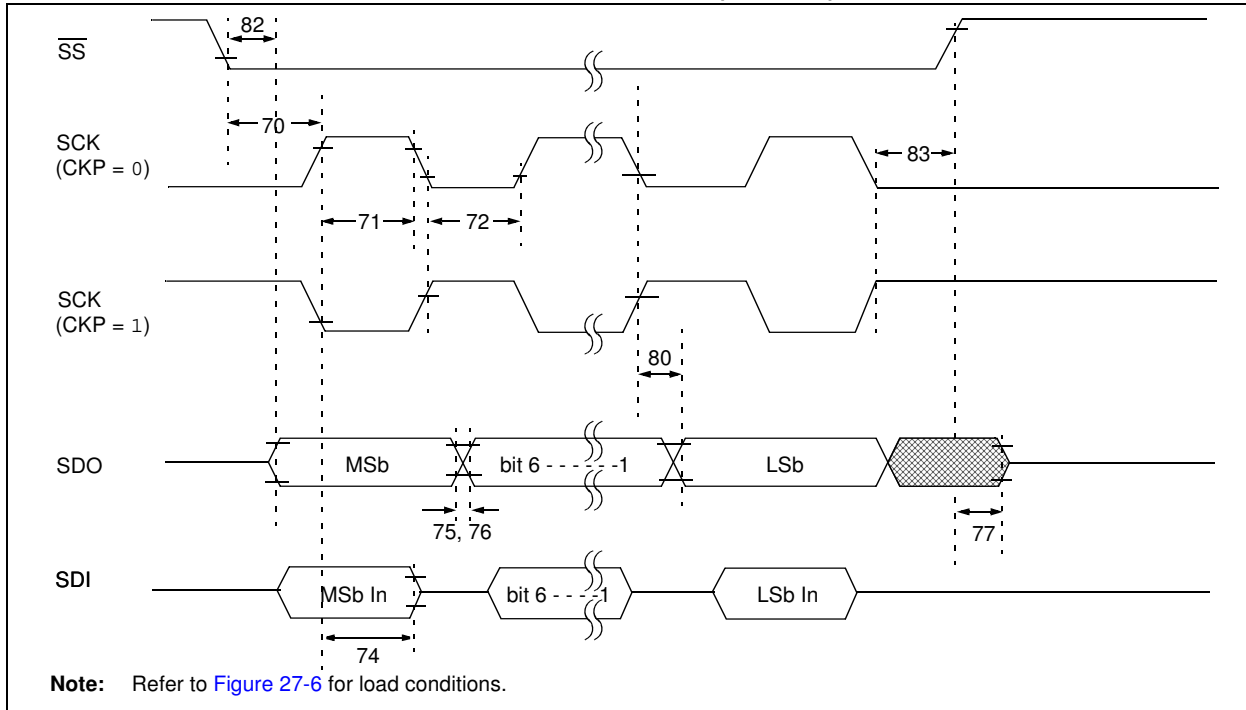 82
SS
70
SCK
(CKP = 0)
83
71
72
SCK
(CKP = 1)
80
SDO
MSb
bit 6 - - - - - -1
LSb
75, 76
77
SDI
MSb In
bit 6 - - - -1
LSb In
74
Note: Refer to Figure 27-6 for load conditions.